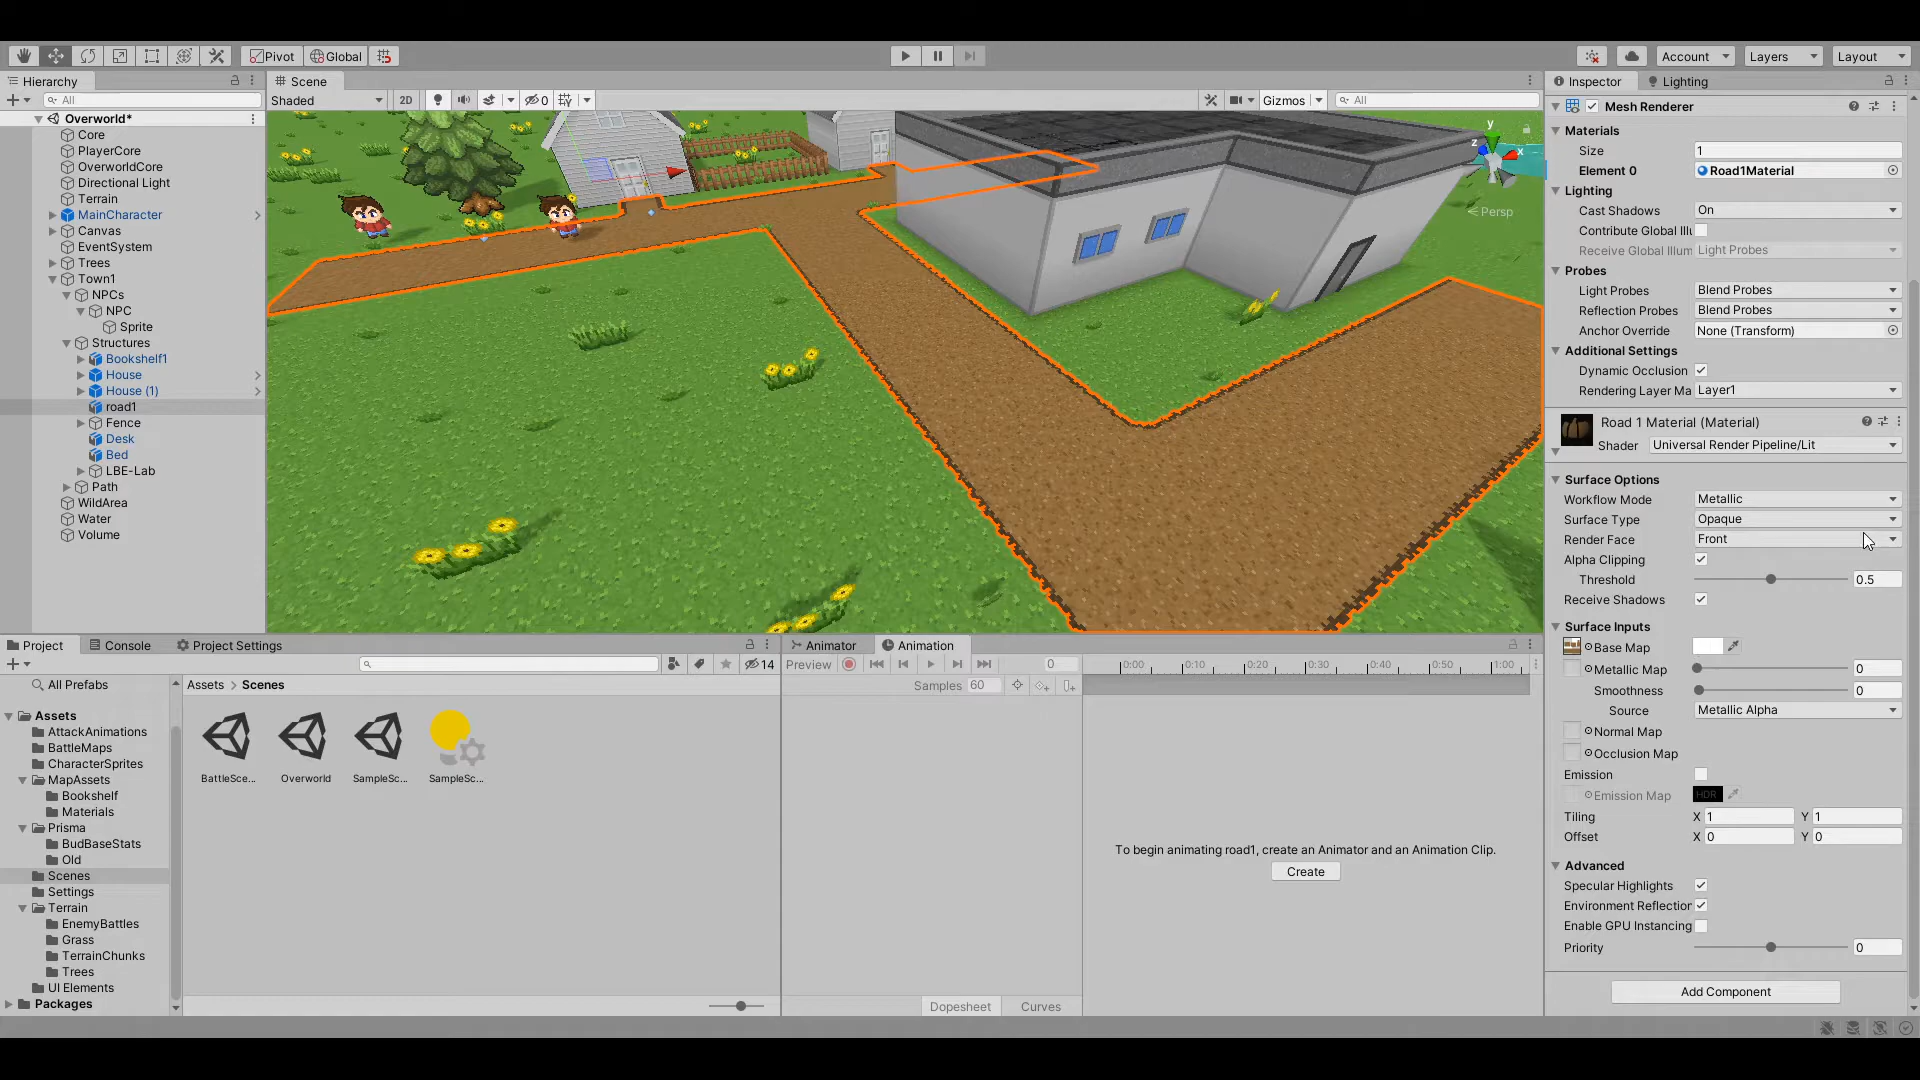 Pivot
Global
Account
Layers
Layout
Hierarchy
All
Overworld*
Core
PlayerCore
OverworldCore
Directional Light
Terrain
MainCharacter
Canvas
EventSystem
Trees
Town1
NPCs
NPC
Sprite
Structures
Bookshelf1
House
House (1)
road1
Fence
Desk
Bed
LBE-Lab
Path
WildArea
Water
Volume
Scene
Shaded
2D
0
Gizmos
All
y
z
x
Persp
Inspector
Lighting
Mesh Renderer
Materials
Size 1
Element 0 Road1Material
Lighting
Cast Shadows On
Contribute Global Illu
Receive Global Illum Light Probes
Probes
Light Probes Blend Probes
Reflection Probes Blend Probes
Anchor Override None (Transform)
Additional Settings
Dynamic Occlusion
Rendering Layer Ma Layer1
Road 1 Material (Material)
Shader Universal Render Pipeline/Lit
Surface Options
Workflow Mode Metallic
Surface Type Opaque
Render Face Front
Alpha Clipping
Threshold 0.5
Receive Shadows
Surface Inputs
Base Map
Metallic Map 0
Smoothness 0
Source Metallic Alpha
Normal Map
Occlusion Map
Emission
Emission Map HDR
Tiling X 1 Y 1
Offset X 0 Y 0
Advanced
Specular Highlights
Environment Reflection
Enable GPU Instancing
Priority 0
Add Component
Project
Console
Project Settings
14
All Prefabs
Assets
AttackAnimations
BattleMaps
CharacterSprites
MapAssets
Bookshelf
Materials
Prisma
BudBaseStats
Old
Scenes
Settings
Terrain
EnemyBattles
Grass
TerrainChunks
Trees
UI Elements
Packages
Assets > Scenes
BattleSce...
Overworld
SampleSc...
SampleSc...
Animator
Animation
Preview
0
Samples 60
0:00 0:10 0:20 0:30 0:40 0:50 1:00
To begin animating road1, create an Animator and an Animation Clip.
Create
Dopesheet
Curves